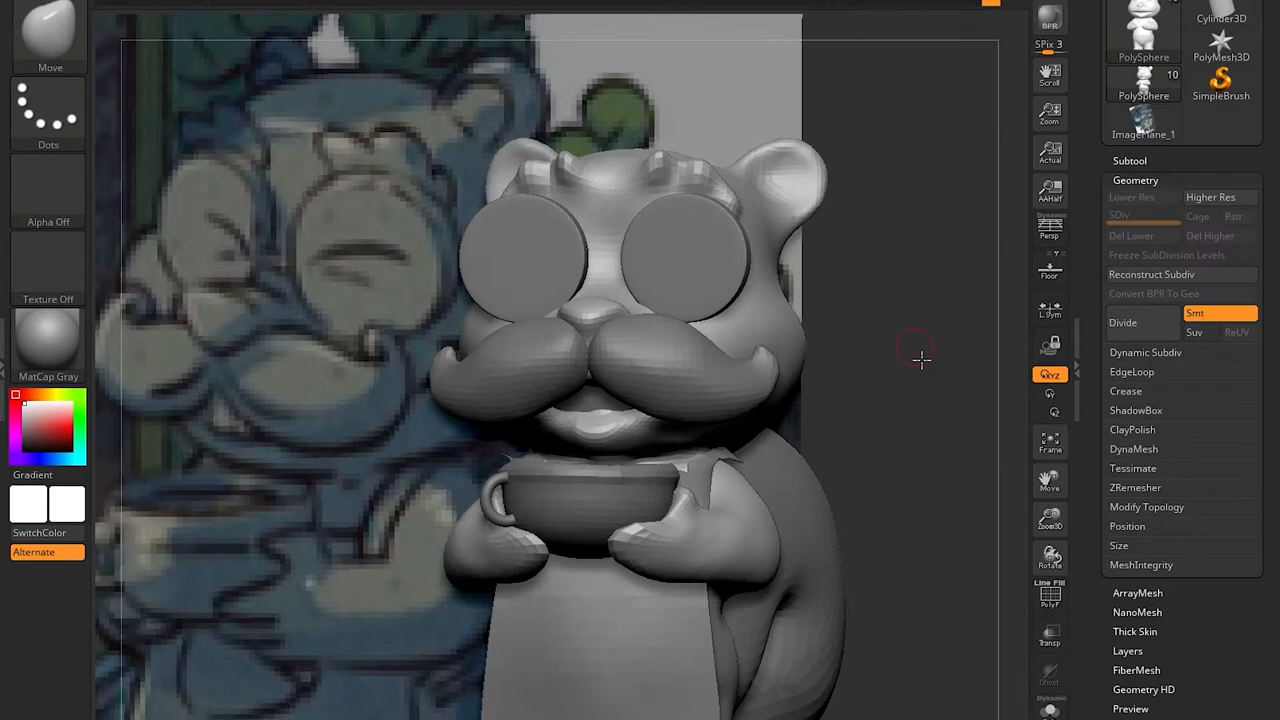 Move
Dots
Alpha Off
Texture Off
MatCap Gray
Gradient
SwitchColor
Alternate
BPR
SPix 3
Scroll
Zoom
Actual
AAHalf
Dynamic
Persp
Floor
L.Sym
XYZ
Frame
Move
Zoom3D
Rotate
Line Fill
PolyF
Transp
Ghost
Dynamic
Cylinder3D
PolySphere
PolyMesh3D
10
PolySphere
SimpleBrush
ImagePlane_1
Subtool
Geometry
Lower Res
Higher Res
SDiv
Cage
Rstr
Del Lower
Del Higher
Freeze SubDivision Levels
Reconstruct Subdiv
Convert BPR To Geo
Divide
Smt
Suv
ReUV
Dynamic Subdiv
EdgeLoop
Crease
ShadowBox
ClayPolish
DynaMesh
Tessimate
ZRemesher
Modify Topology
Position
Size
MeshIntegrity
ArrayMesh
NanoMesh
Thick Skin
Layers
FiberMesh
Geometry HD
Preview